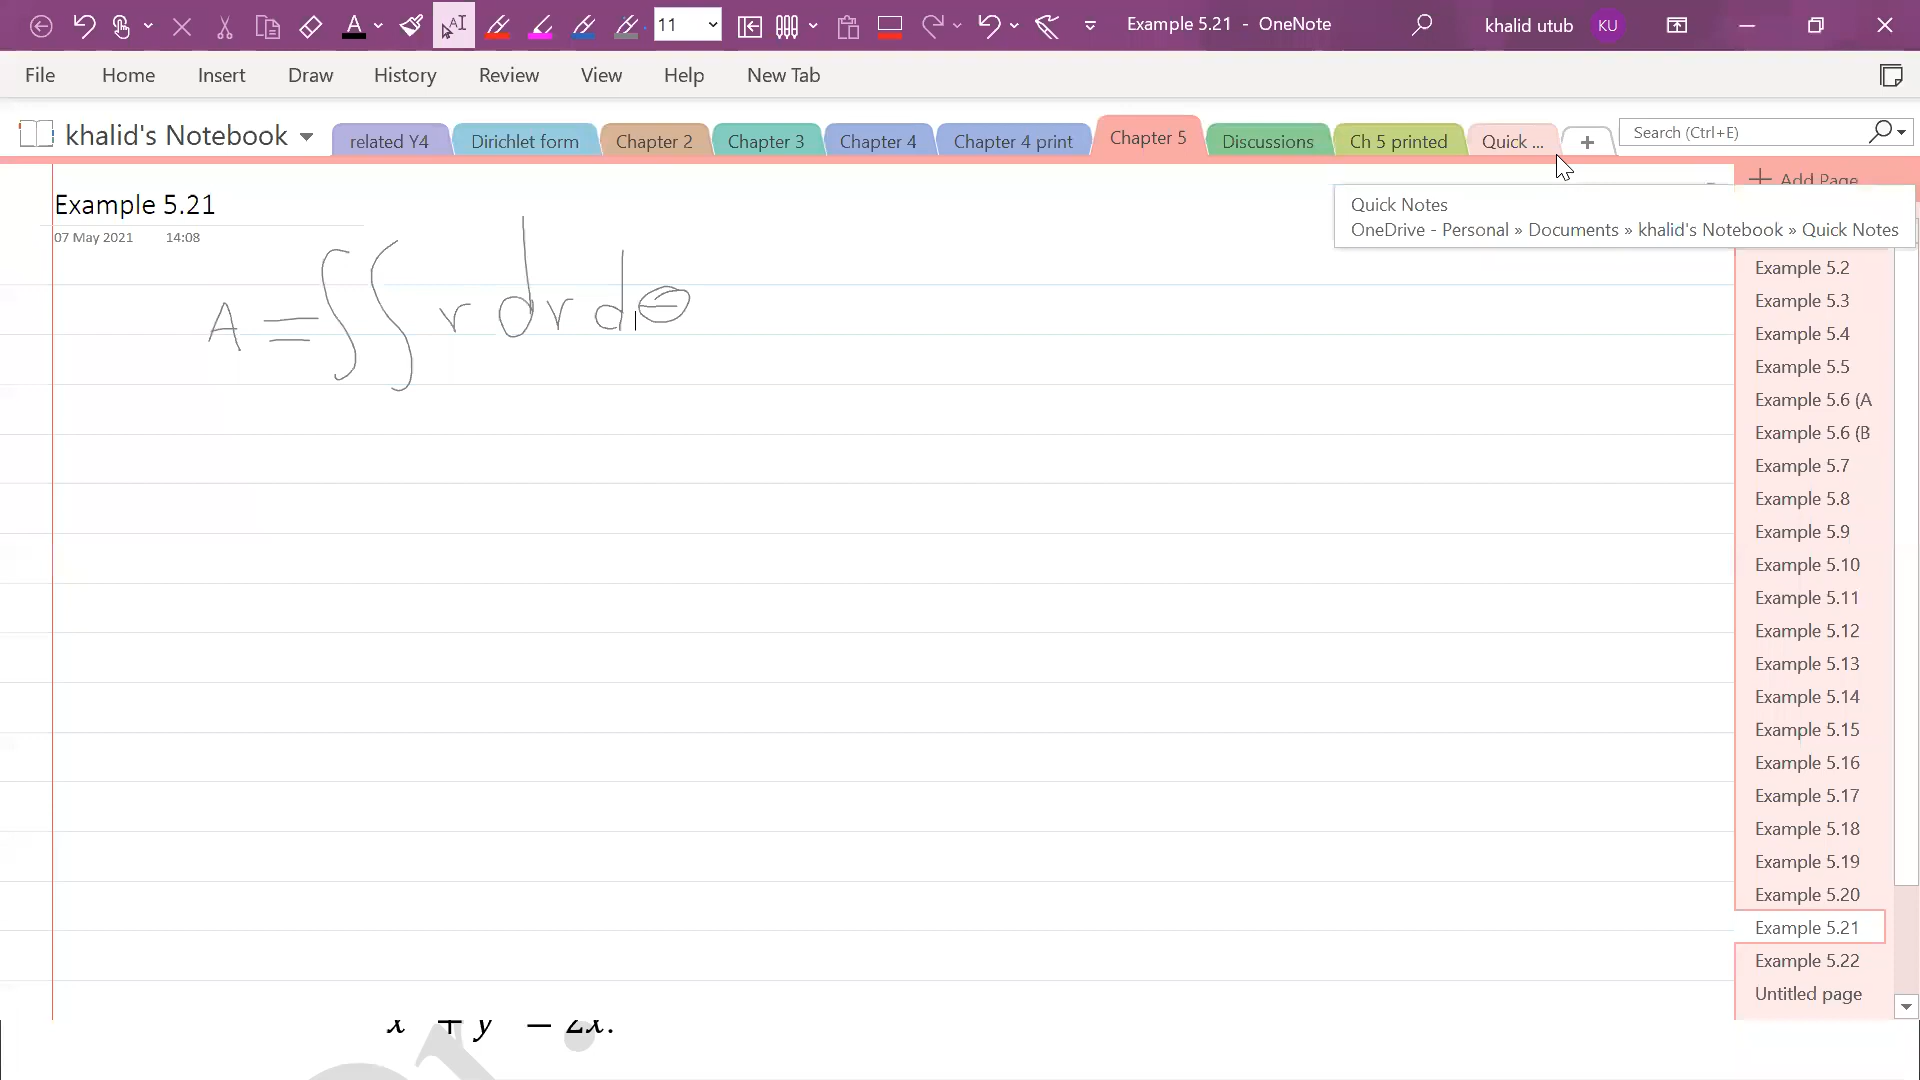 11
Example 5.21 - OneNote
khalid utub
KU
File Home Insert Draw History Review View Help New Tab
khalid's Notebook
related Y4 Dirichlet form Chapter 2 Chapter 3 Chapter 4 Chapter 4 print Chapter 5 Discussions Ch 5 printed Quick ...
Search (Ctrl+E)
Add Page
Quick Notes
OneDrive - Personal » Documents » khalid's Notebook » Quick Notes
Example 5.21
07 May 2021 14:08
A = ∫∫ r dr dθ
Example 5.2
Example 5.3
Example 5.4
Example 5.5
Example 5.6 (A
Example 5.6 (B
Example 5.7
Example 5.8
Example 5.9
Example 5.10
Example 5.11
Example 5.12
Example 5.13
Example 5.14
Example 5.15
Example 5.16
Example 5.17
Example 5.18
Example 5.19
Example 5.20
Example 5.21
Example 5.22
Untitled page
x + y = 2x.